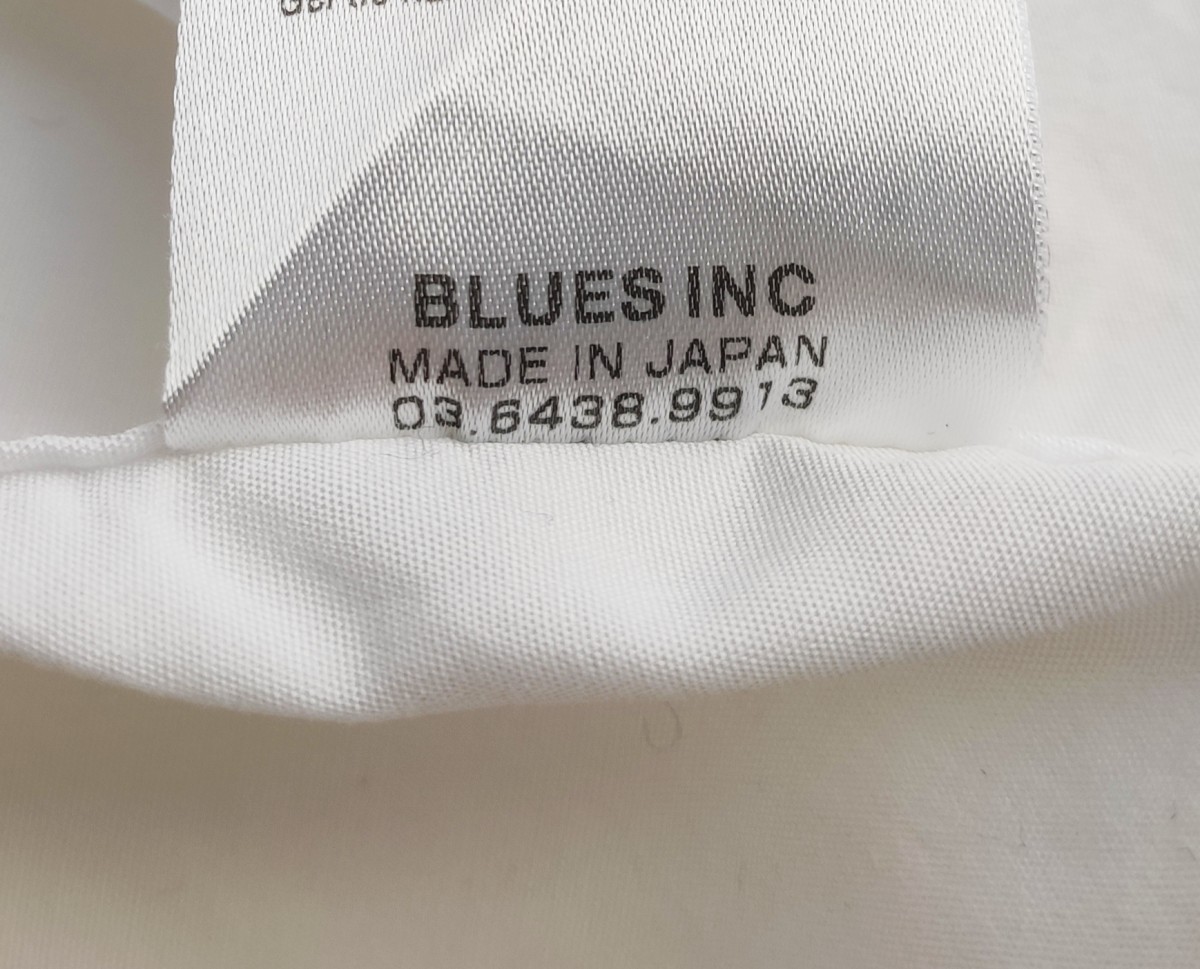 BLUES INC
MADE IN JAPAN
03.6438.9913